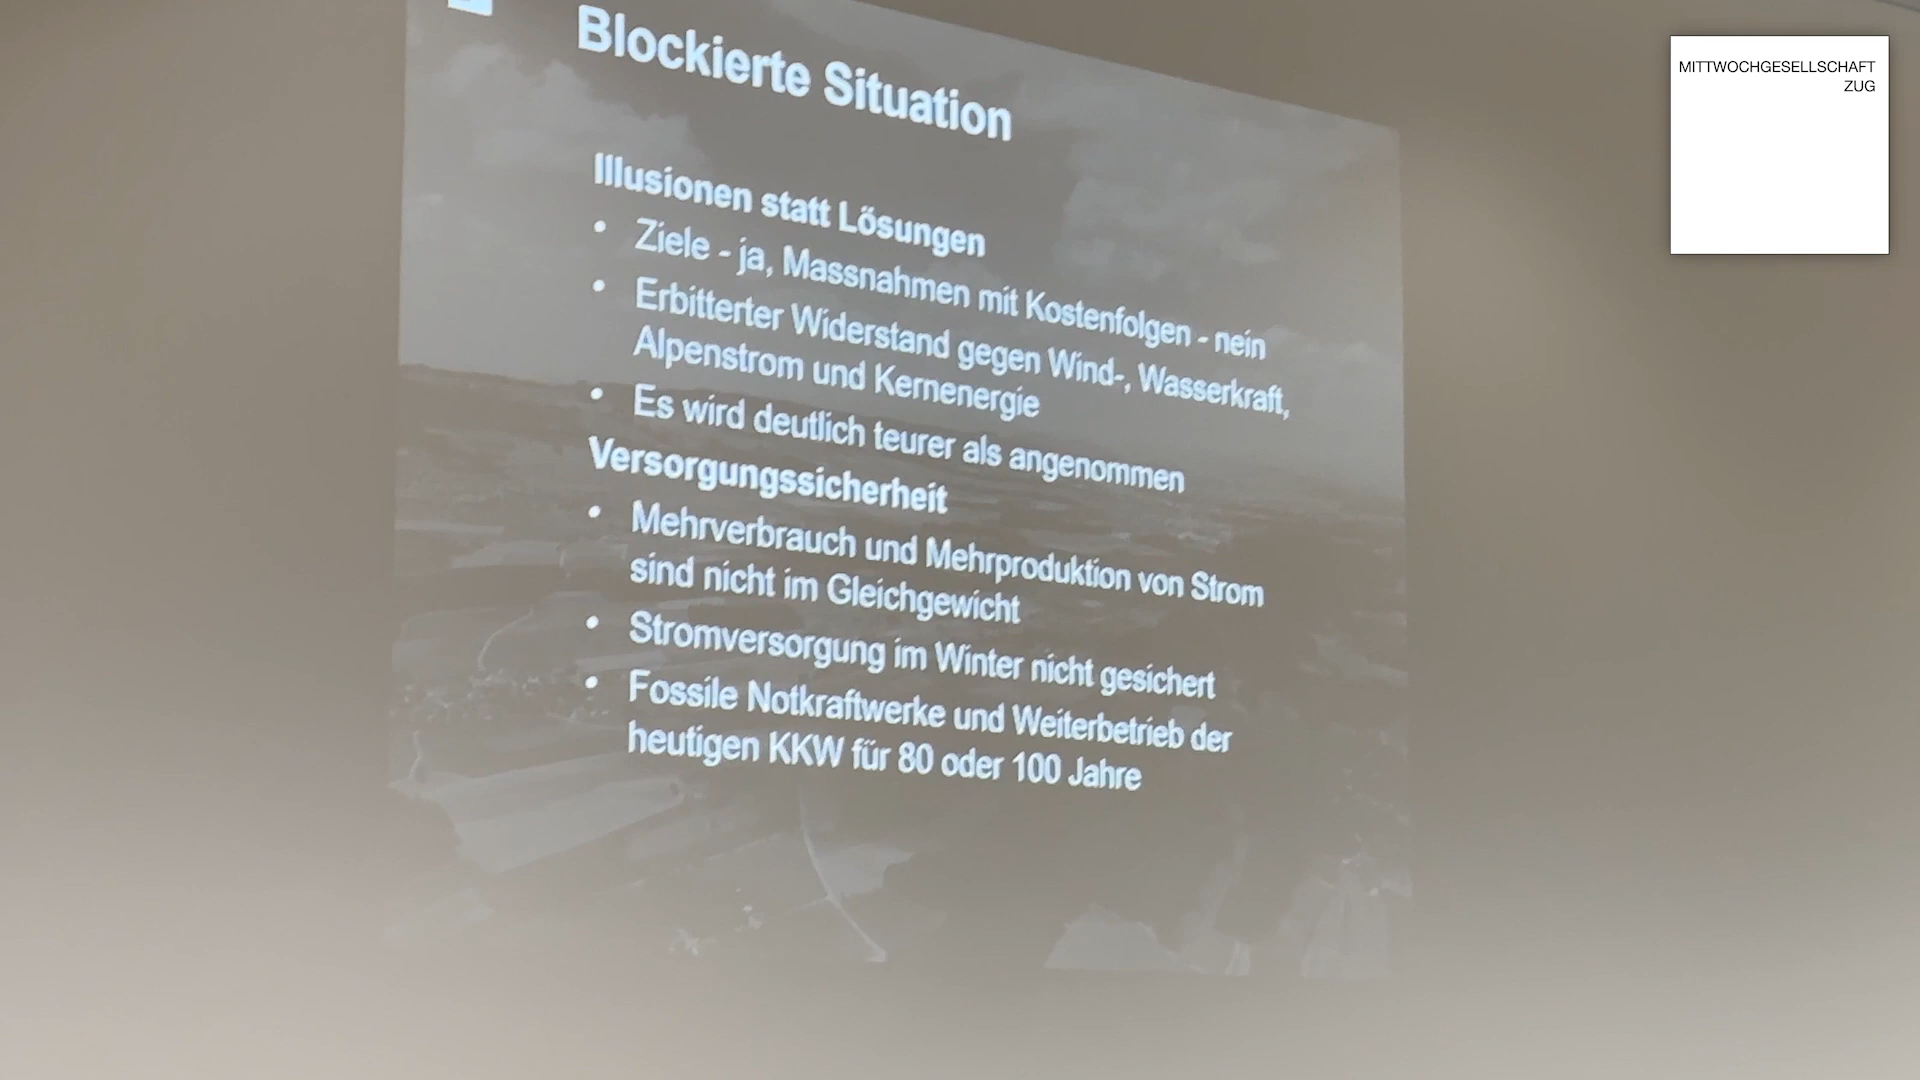 Blockierte Situation
Illusionen statt Lösungen
• Ziele - ja, Massnahmen mit Kostenfolgen - nein
• Erbitterter Widerstand gegen Wind-, Wasserkraft,
Alpenstrom und Kernenergie
• Es wird deutlich teurer als angenommen
Versorgungssicherheit
• Mehrverbrauch und Mehrproduktion von Strom
sind nicht im Gleichgewicht
• Stromversorgung im Winter nicht gesichert
• Fossile Notkraftwerke und Weiterbetrieb der
heutigen KKW für 80 oder 100 Jahre
MITTWOCHGESELLSCHAFT
ZUG